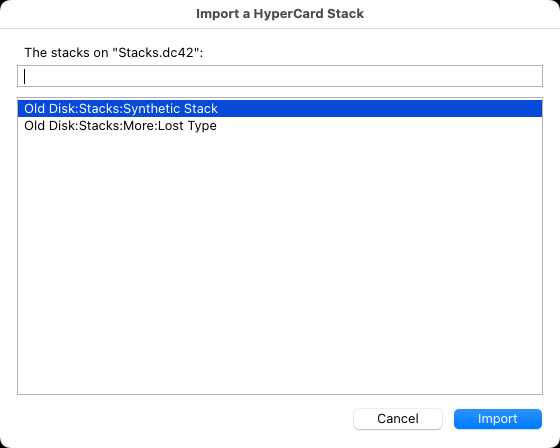 Import a HyperCard Stack
The stacks on "Stacks.dc42":
Old Disk:Stacks:Synthetic Stack
Old Disk:Stacks:More:Lost Type
Cancel
Import